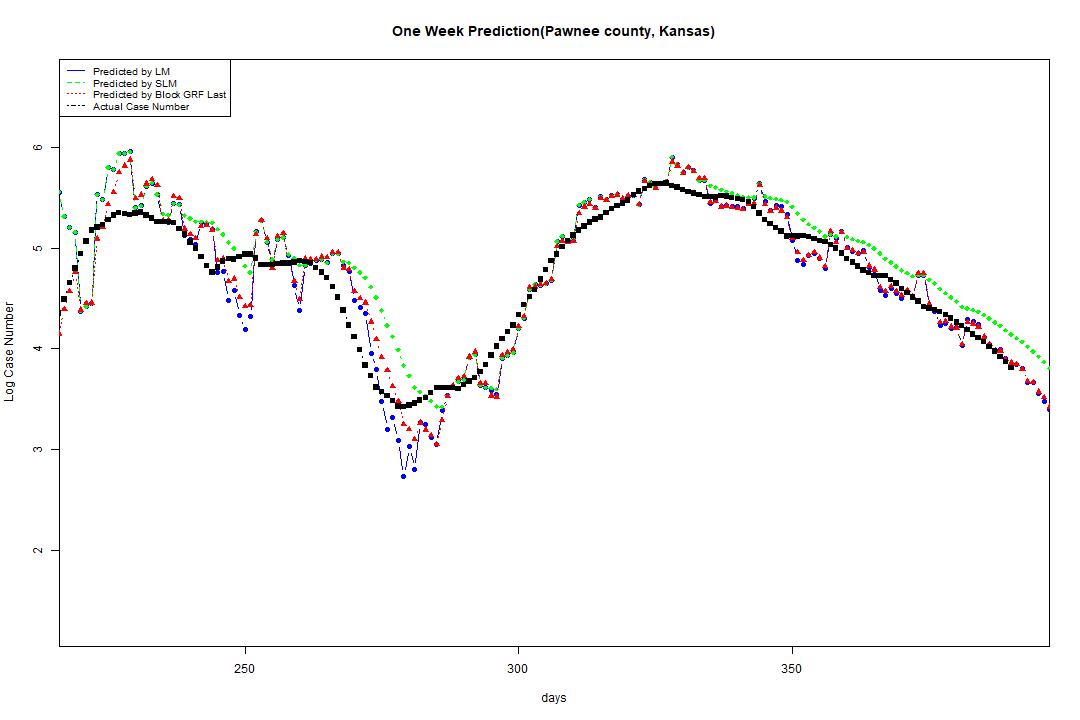 One Week Prediction(Pawnee county, Kansas)
Predicted by LM
Predicted by SLM
Predicted by Block GRF Last
Actual Case Number
6
5
4
3
2
Log Case Number
250 300 350
days